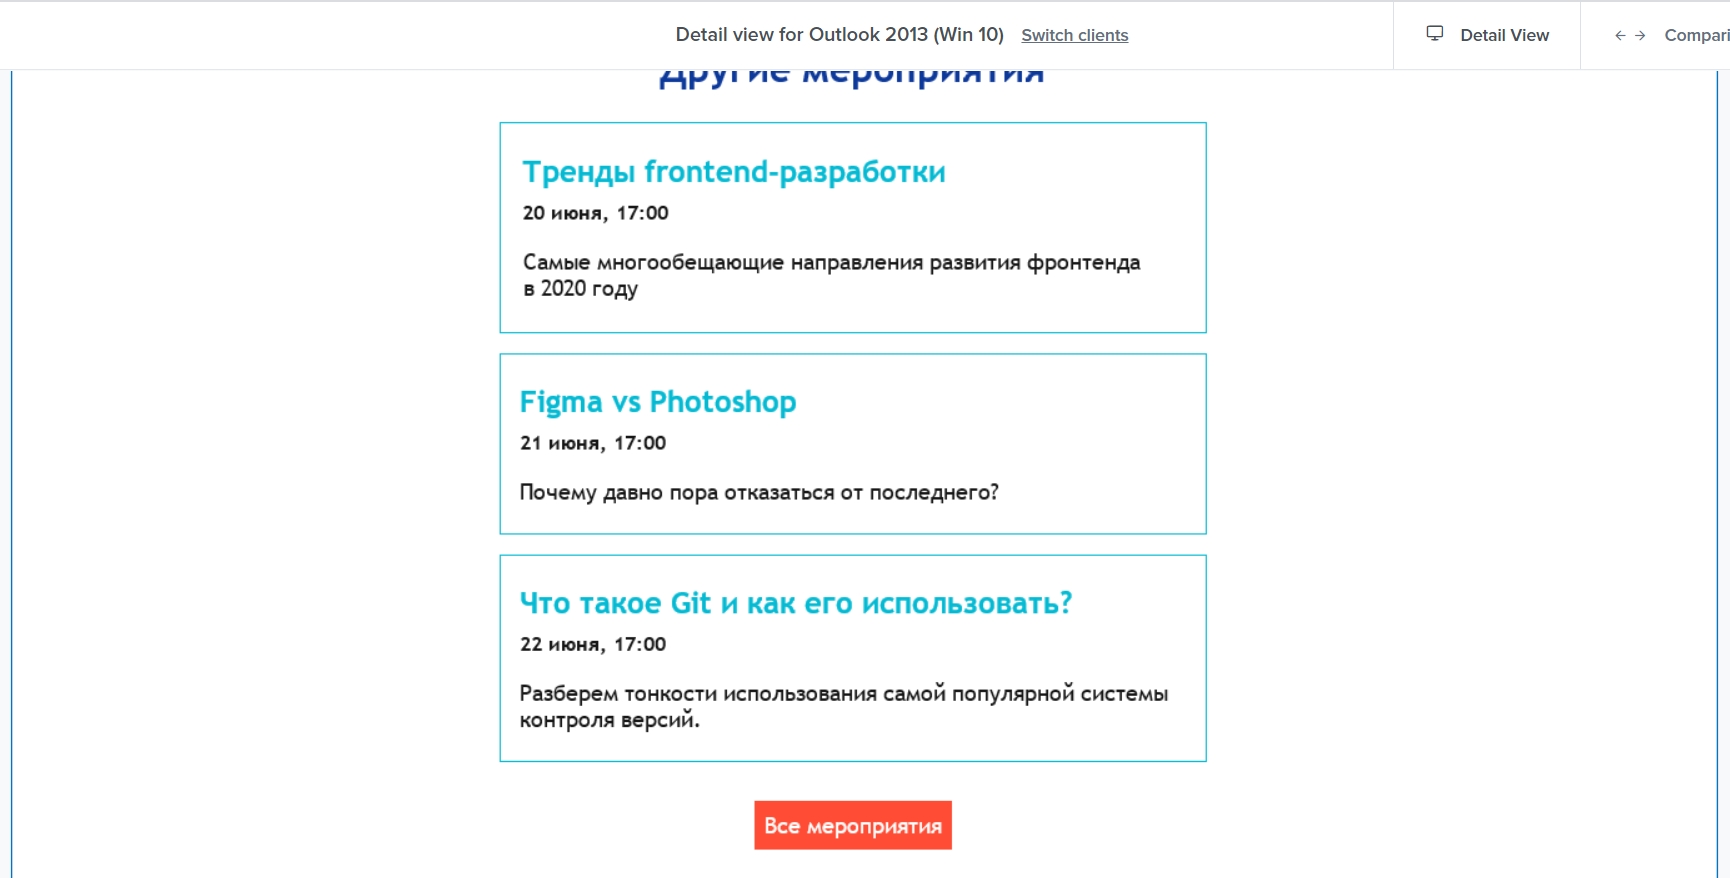 Detail view for Outlook 2013 (Win 10) Switch clients Detail View Compari
Другие мероприятия
Тренды frontend-разработки
20 июня, 17:00
Самые многообещающие направления развития фронтенда
в 2020 году
Figma vs Photoshop
21 июня, 17:00
Почему давно пора отказаться от последнего?
Что такое Git и как его использовать?
22 июня, 17:00
Разберем тонкости использования самой популярной системы
контроля версий.
Все мероприятия